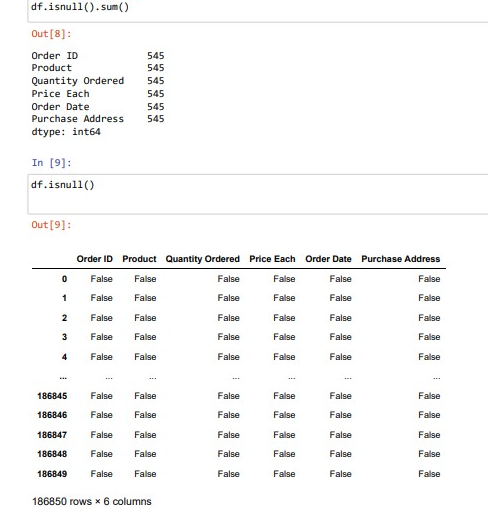 df.isnull().sum()
Out[8]:
Order ID 545
Product 545
Quantity Ordered 545
Price Each 545
Order Date 545
Purchase Address 545
dtype: int64
In [9]:
df.isnull()
Out[9]:
Order ID Product Quantity Ordered Price Each Order Date Purchase Address
0 False False False False False False
1 False False False False False False
2 False False False False False False
3 False False False False False False
4 False False False False False False
... ... ... ... ... ... ...
186845 False False False False False False
186846 False False False False False False
186847 False False False False False False
186848 False False False False False False
186849 False False False False False False
186850 rows × 6 columns